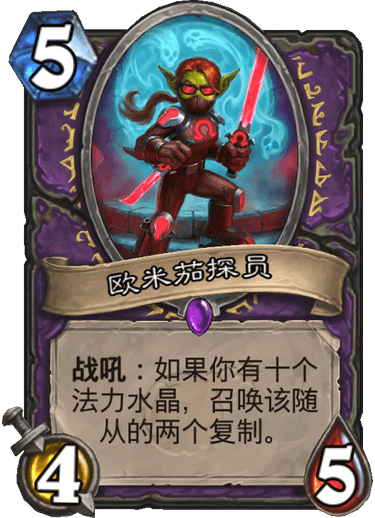 5
欧米茄探员
战吼：如果你有十个
法力水晶，召唤该随
从的两个复制。
4
5